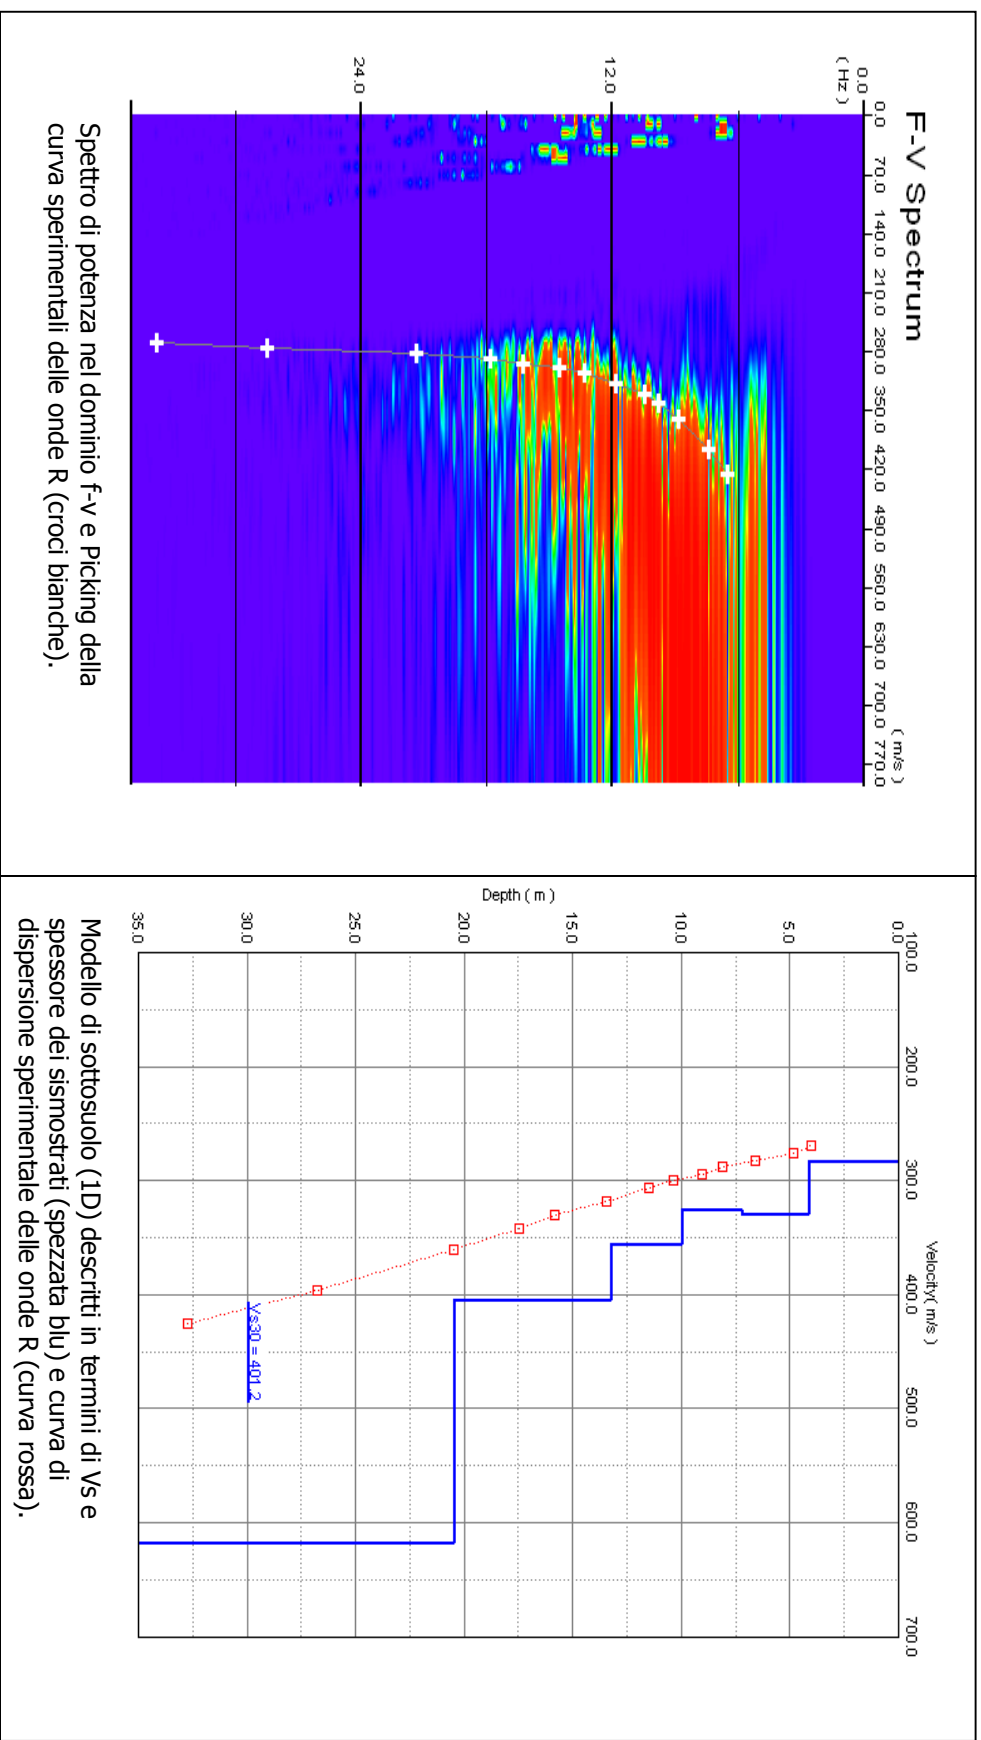 F-V Spectrum
( m/s )
0.0 70.0 140.0 210.0 280.0 350.0 420.0 490.0 560.0 630.0 700.0 770.0
0.0
( Hz )
12.0
24.0
Spettro di potenza nel dominio f-v e Picking della
curva sperimentali delle onde R (croci bianche).
Velocity( m/s )
100.0 200.0 300.0 400.0 500.0 600.0 700.0
0.0
5.0
10.0
15.0
20.0
25.0
30.0
35.0
Depth ( m )
Vs30 = 401.2
Modello di sottosuolo (1D) descritti in termini di Vs e
spessore dei sismostrati (spezzata blu) e curva di
dispersione sperimentale delle onde R (curva rossa).